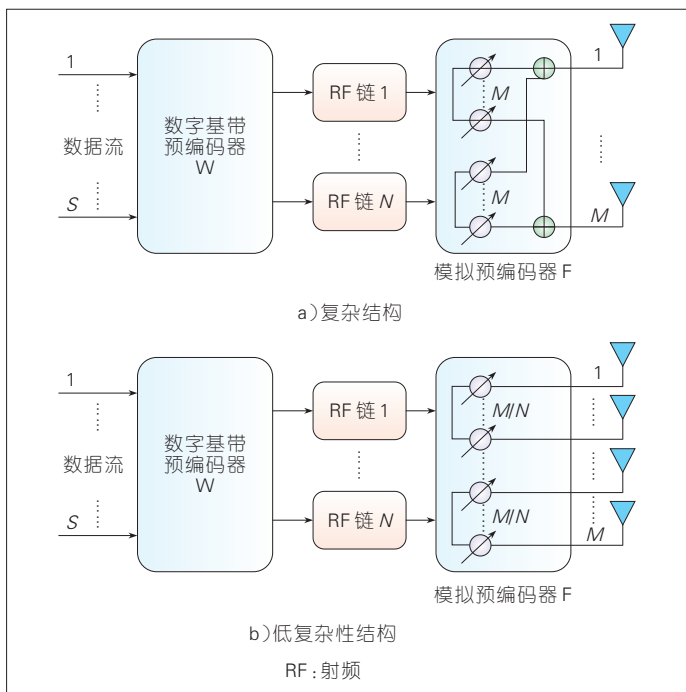 1
数据流
S
数字基带
预编码器
W
RF 链 1
RF 链 N
M
M
1
M
模拟预编码器 F
a)复杂结构
1
数据流
S
数字基带
预编码器
W
RF 链 1
RF 链 N
M/N
M/N
1
M
模拟预编码器 F
b)低复杂性结构
RF:射频